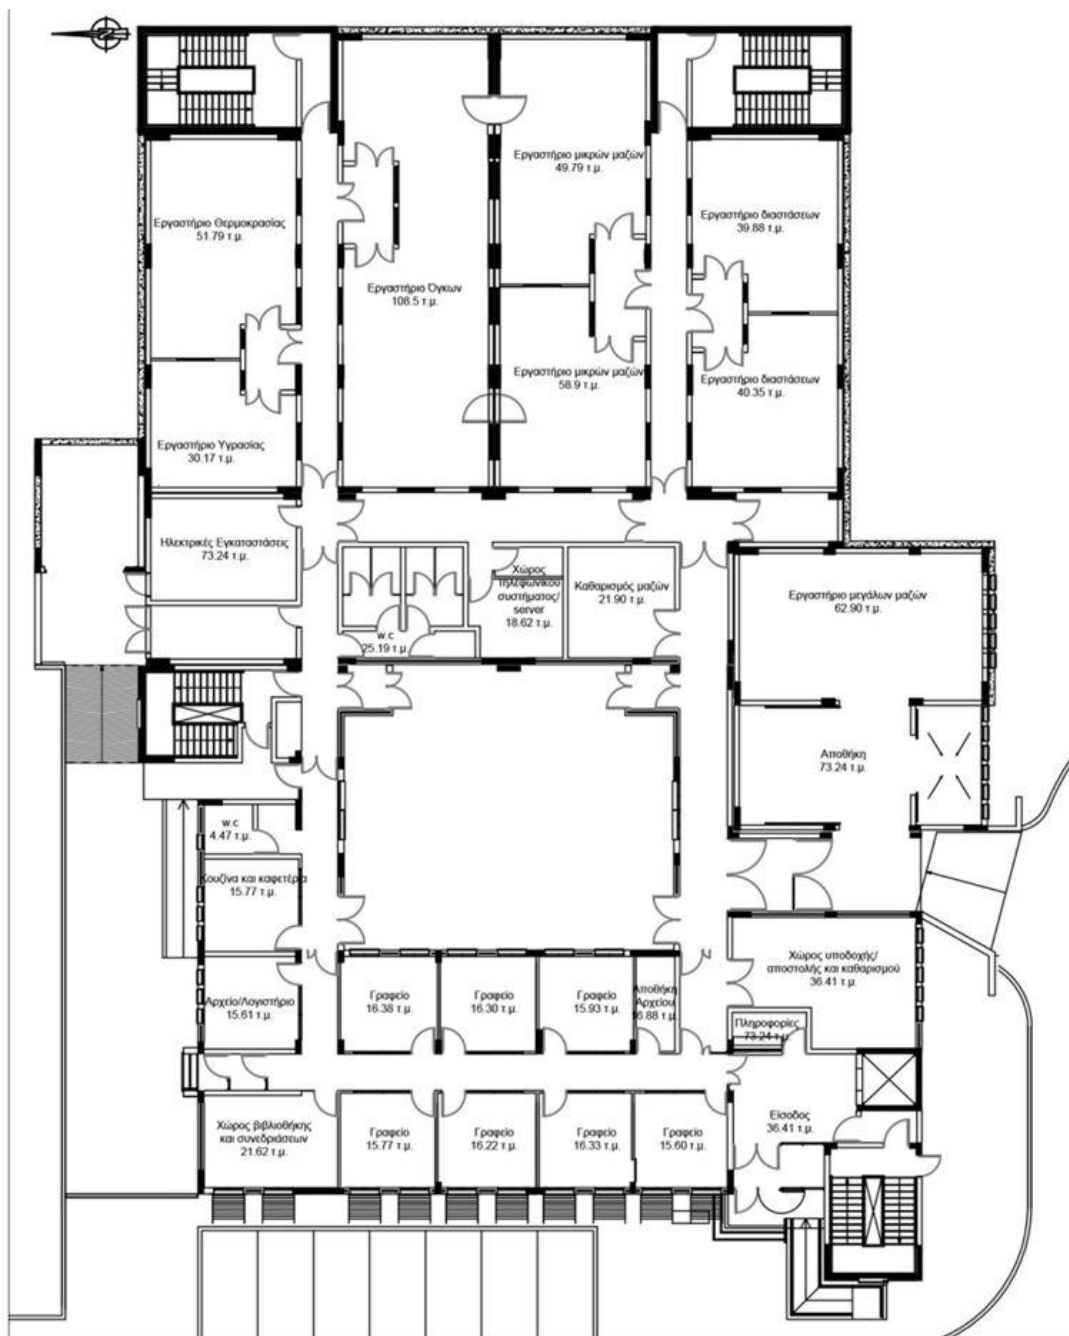 Εργαστήριο μικρών μαζών
49.79 τ.μ.
Εργαστήριο Θερμοκρασίας
51.79 τ.μ.
Εργαστήριο διαστάσεων
39.88 τ.μ.
Εργαστήριο Όγκων
108.5 τ.μ.
Εργαστήριο μικρών μαζών
58.9 τ.μ.
Εργαστήριο διαστάσεων
40.35 τ.μ.
Εργαστήριο Υγρασίας
30.17 τ.μ.
Ηλεκτρικές Εγκαταστάσεις
73.24 τ.μ.
Χώρος
τηλεφωνικού
συστήματος/
server
18.62 τ.μ.
Καθαρισμός μαζών
21.90 τ.μ.
Εργαστήριο μεγάλων μαζών
62.90 τ.μ.
w.c
25.19 τ.μ.
Αποθήκη
73.24 τ.μ.
w.c
4.47 τ.μ.
Κουζίνα και καφετέρια
15.77 τ.μ.
Χώρος υποδοχής/
αποστολής και καθαρισμού
36.41 τ.μ.
Αρχείο/Λογιστήριο
15.61 τ.μ.
Γραφείο
16.38 τ.μ.
Γραφείο
16.30 τ.μ.
Γραφείο
15.93 τ.μ.
Αποθήκη
Αρχείου
16.88 τ.μ.
Πληροφορίες
73.24 τ.μ.
Χώρος βιβλιοθήκης
και συνεδριάσεων
21.62 τ.μ.
Γραφείο
15.77 τ.μ.
Γραφείο
16.22 τ.μ.
Γραφείο
16.33 τ.μ.
Γραφείο
15.60 τ.μ.
Είσοδος
36.41 τ.μ.